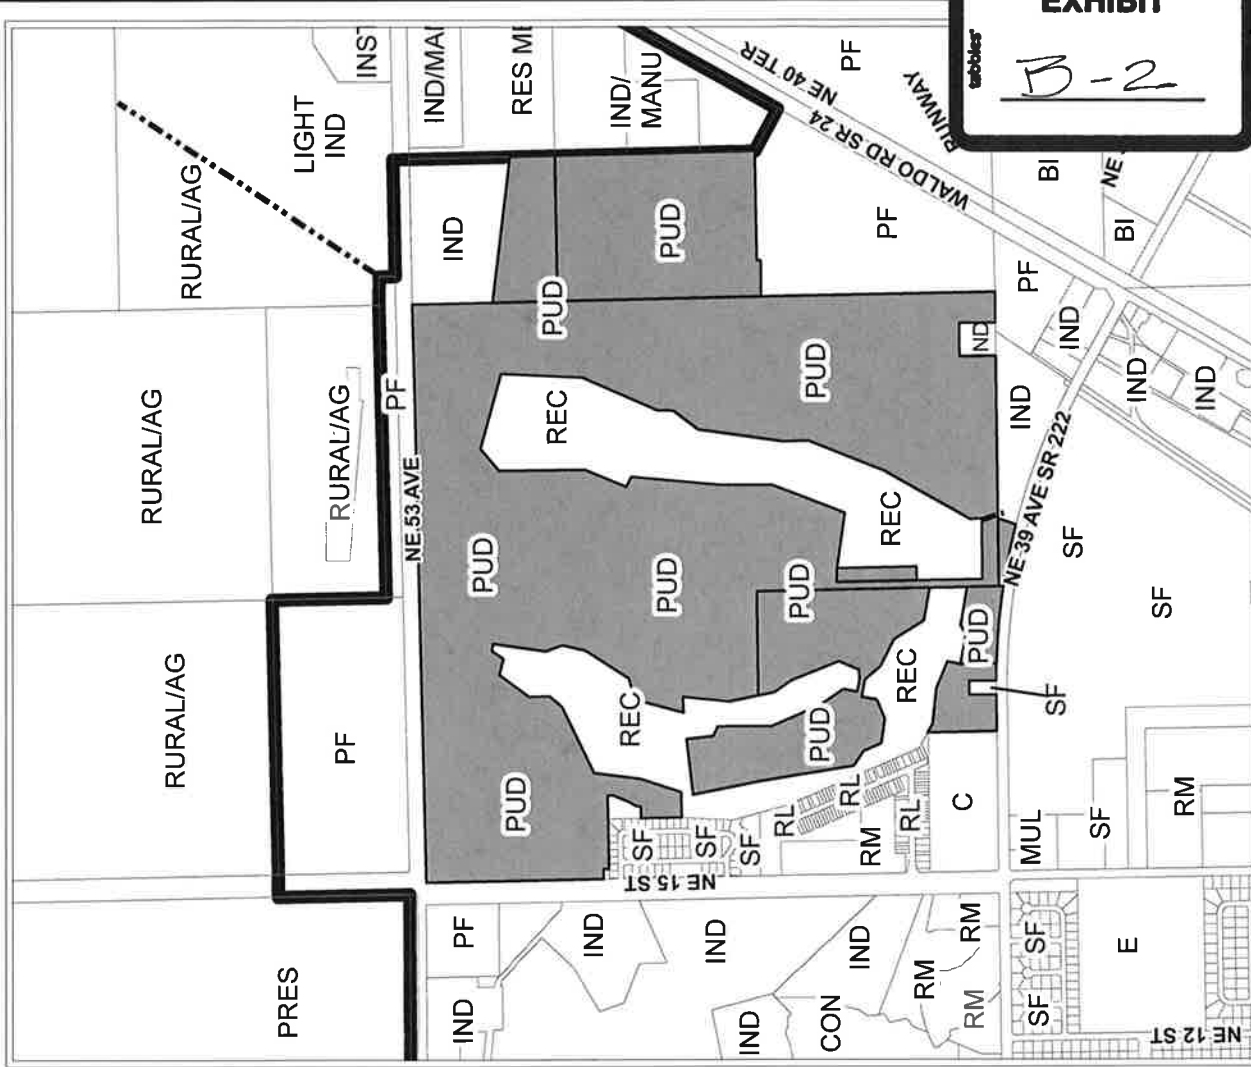 EXHIBIT
tabbies®
B-2
INST
IND/MAN
RES ME
IND/
MANU
NE 40 TER
PF
RUNWAY
LIGHT
IND
RURAL/AG
WALDO RD SR 24
BI
NE
IND
PUD
PF
BI
PF
PUD
RURAL/AG
RURAL/AG
PF
REC
PUD
IND
IND
IND
IND
IND
NE 53 AVE
PUD
PUD
PUD
REC
NE 39 AVE SR 222
SF
SF
RURAL/AG
PF
PUD
REC
PUD
REC
PUD
SF
SF
SF
SF
RL
RL
RM
RL
C
MUL
SF
RM
NE 15 ST
PRES
PF
IND
IND
IND
IND
IND
CON
RM
RM
RM
SF
SF
E
NE 12 ST